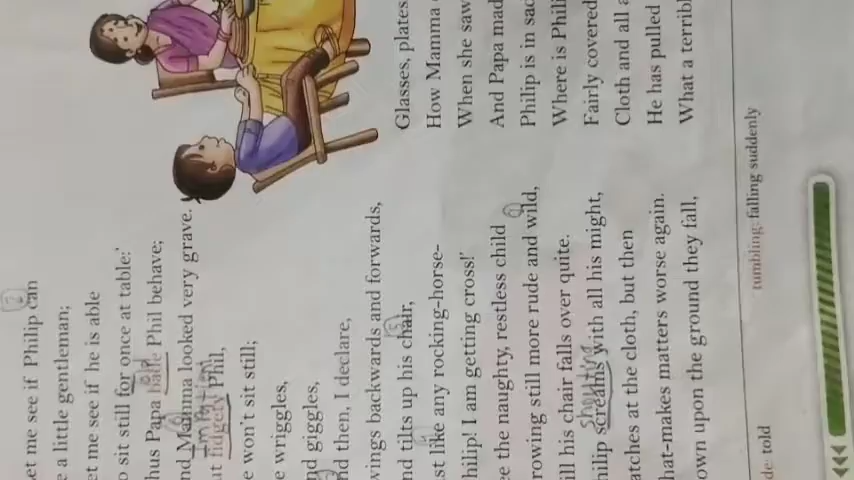 et me see if Philip can
e a little gentleman;
et me see if he is able
o sit still for once at table:'
hus Papa bade Phil behave;
told
nd Mamma looked very grave.
ut fidgety Phil,
e won't sit still;
e wriggles,
nd giggles,
nd then, I declare,
wings backwards and forwards,
nd tilts up his chair,
st like any rocking-horse-
hilip! I am getting cross!'
ee the naughty, restless child
rowing still more rude and wild,
ill his chair falls over quite.
hilip screams with all his might,
shouting
atches at the cloth, but then
hat-makes matters worse again.
own upon the ground they fall,
Glasses, plates
How Mamma
When she saw
And Papa mad
Philip is in sad
Where is Phili
Fairly covered
Cloth and all a
He has pulled
What a terribl
de: told
tumbling: falling suddenly